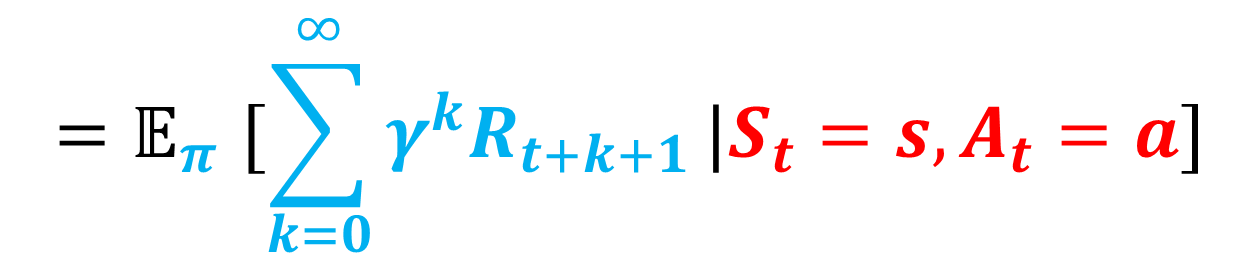 = 𝔼π [∑k=0∞ γ^k R_{t+k+1} |S_t = s, A_t = a]